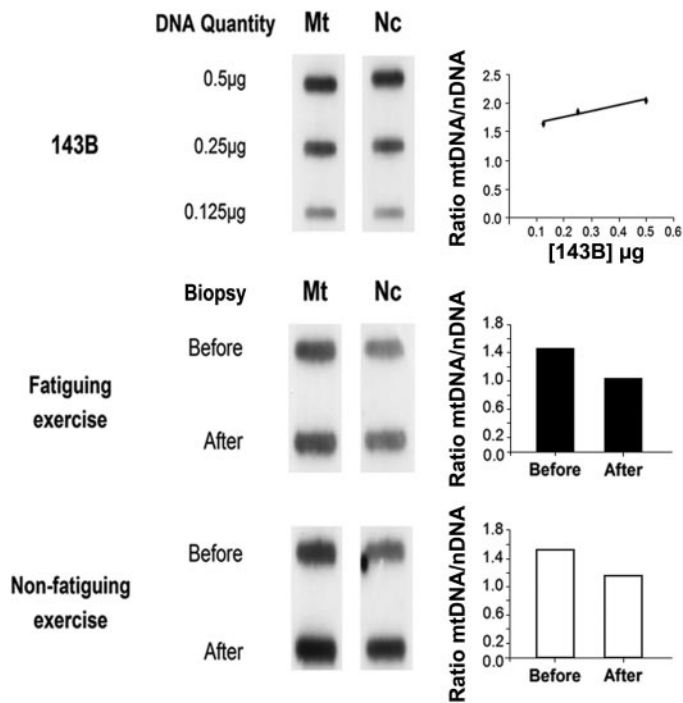 DNA Quantity Mt Nc
0.5µg
143B 0.25µg
0.125µg
Ratio mtDNA/nDNA
2.5
2.0
1.5
1.0
0.5
0.0
0.1 0.2 0.3 0.4 0.5 0.6
[143B] µg
Biopsy Mt Nc
Fatiguing
exercise
Before
After
Ratio mtDNA/nDNA
1.8
1.4
1.0
0.6
0.2
0.0
Before After
Non-fatiguing
exercise
Before
After
Ratio mtDNA/nDNA
1.8
1.4
1.0
0.6
0.2
0.0
Before After